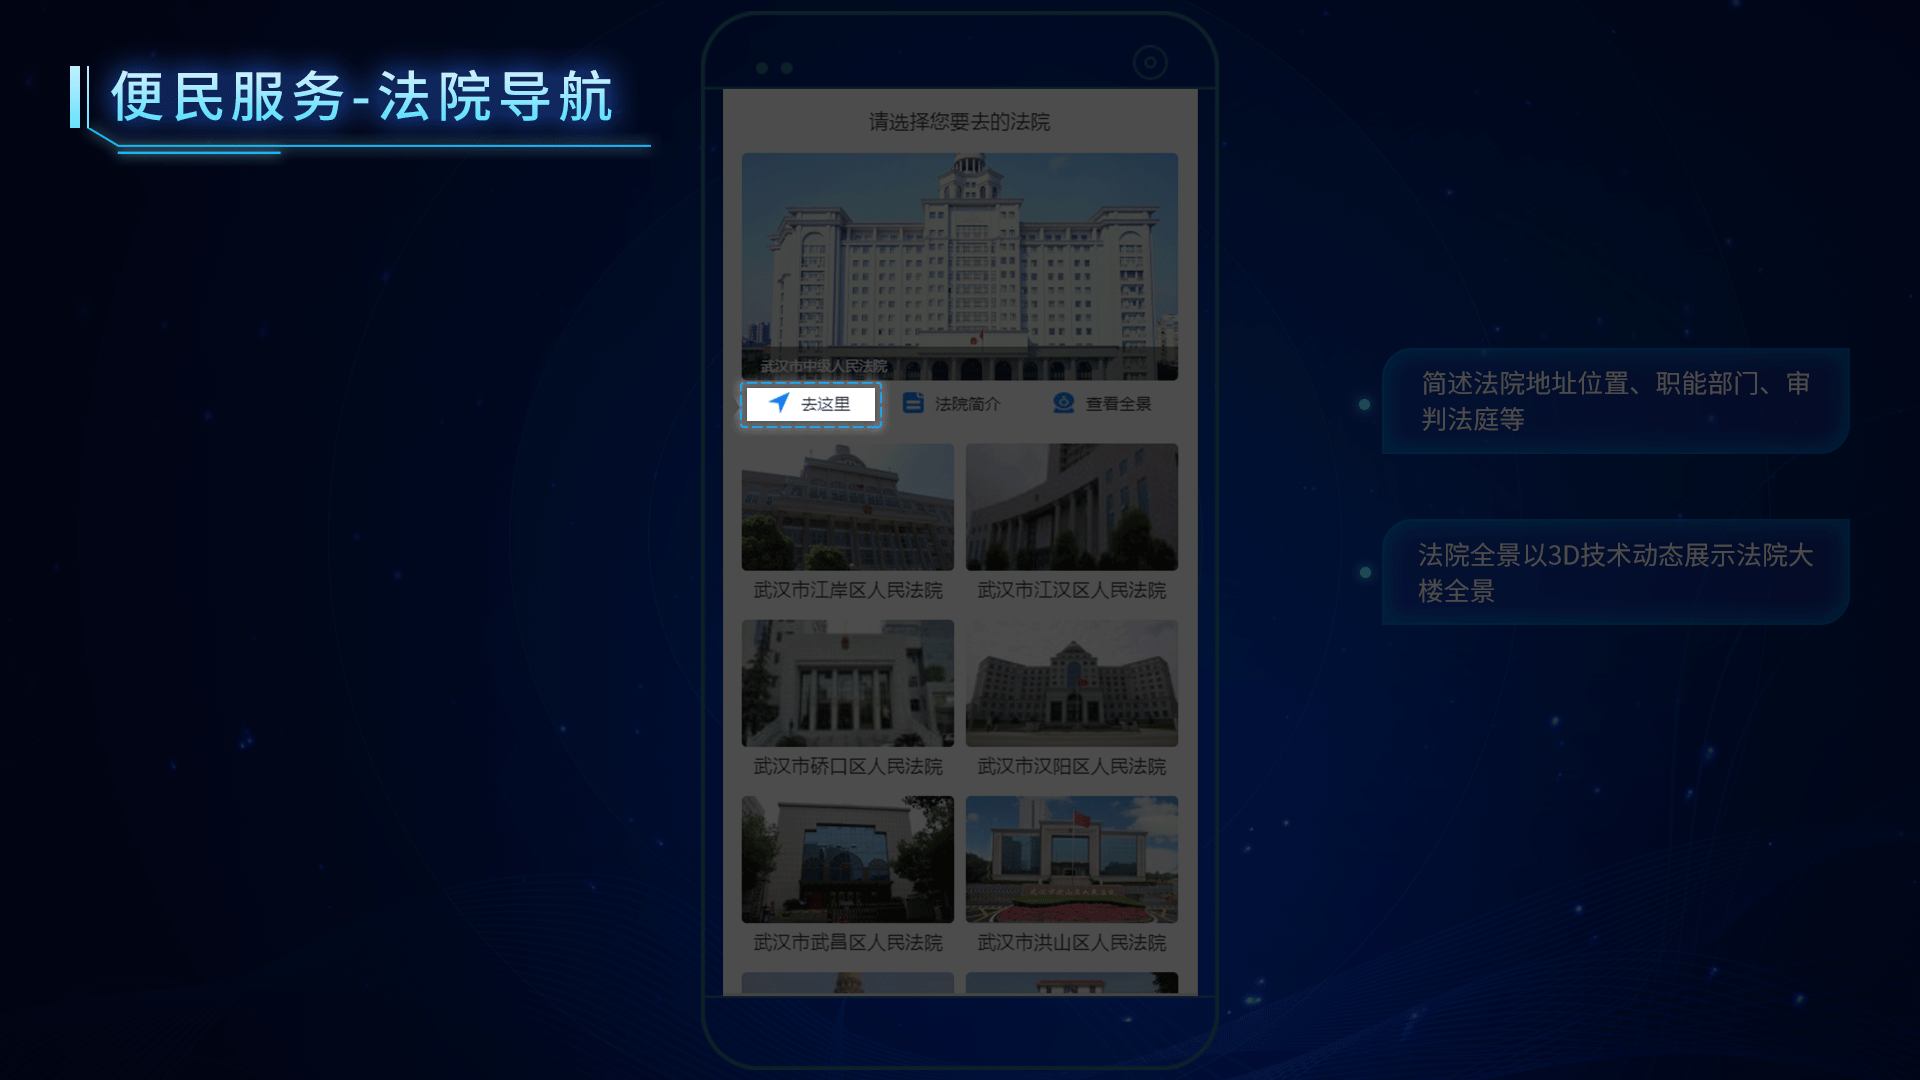 便民服务-法院导航
请选择您要去的法院
武汉市中级人民法院
去这里
法院简介
查看全景
武汉市江岸区人民法院
武汉市江汉区人民法院
武汉市硚口区人民法院
武汉市汉阳区人民法院
武汉市武昌区人民法院
武汉市洪山区人民法院
简述法院地址位置、职能部门、审
判法庭等
法院全景以3D技术动态展示法院大
楼全景